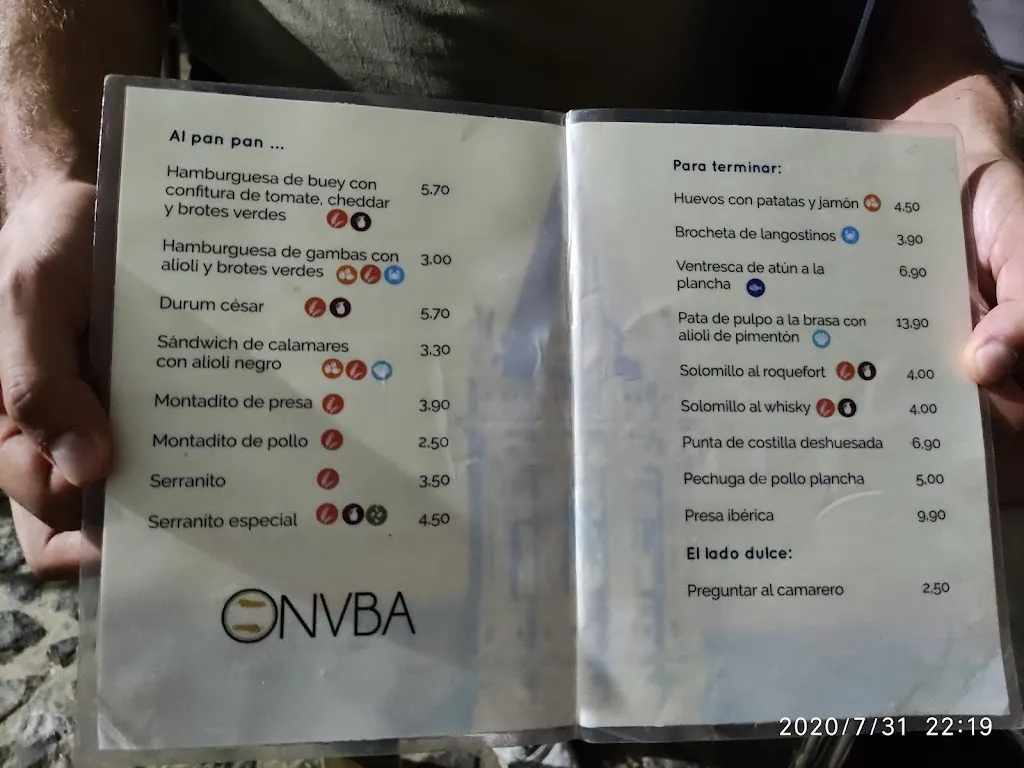 Al pan pan ...
Hamburguesa de buey con 5.70
confitura de tomate, cheddar
y brotes verdes
Hamburguesa de gambas con 3.00
alioli y brotes verdes
Durum césar 5.70
Sándwich de calamares 3.30
con alioli negro
Montadito de presa 3.90
Montadito de pollo 2.50
Serranito 3.50
Serranito especial 4.50
ONVBA
Para terminar:
Huevos con patatas y jamón 4.50
Brocheta de langostinos 3.90
Ventresca de atún a la 6.90
plancha
Pata de pulpo a la brasa con 13.90
alioli de pimentón
Solomillo al roquefort 4.00
Solomillo al whisky 4.00
Punta de costilla deshuesada 6.90
Pechuga de pollo plancha 5.00
Presa ibérica 9.90
El lado dulce:
Preguntar al camarero 2.50
2020/7/31 22:19